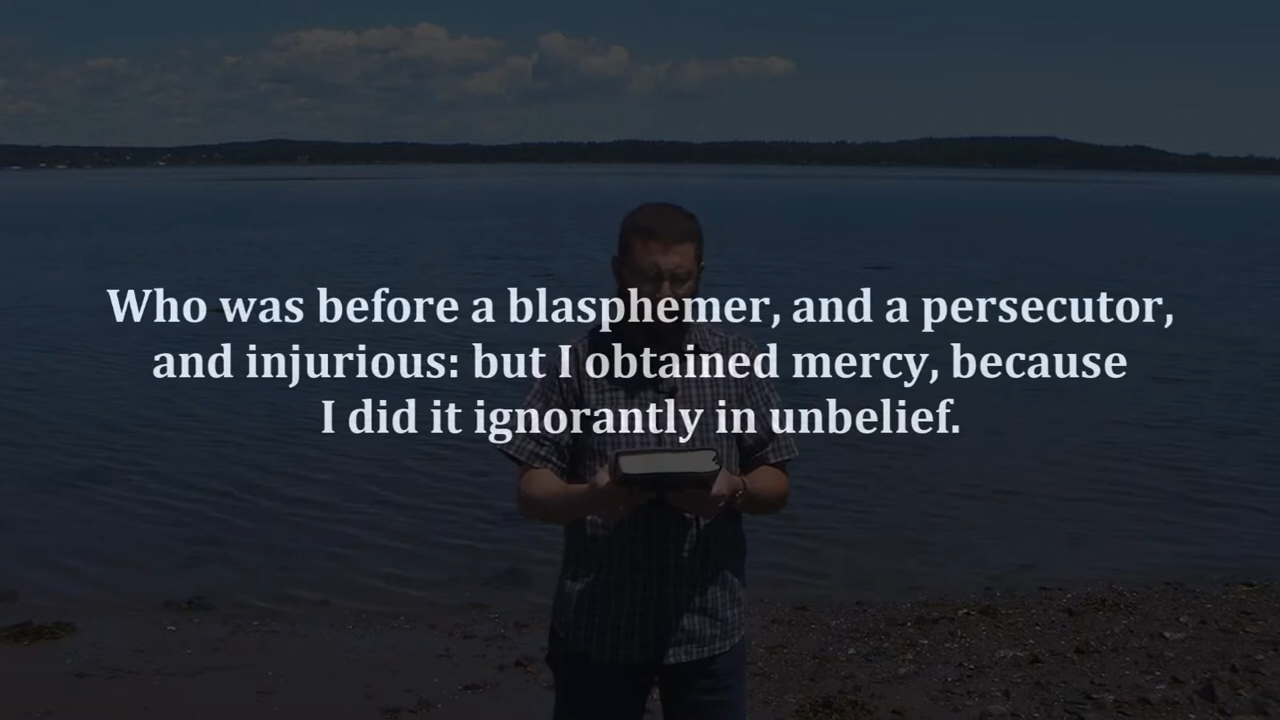 Who was before a blasphemer, and a persecutor,
and injurious: but I obtained mercy, because
I did it ignorantly in unbelief.